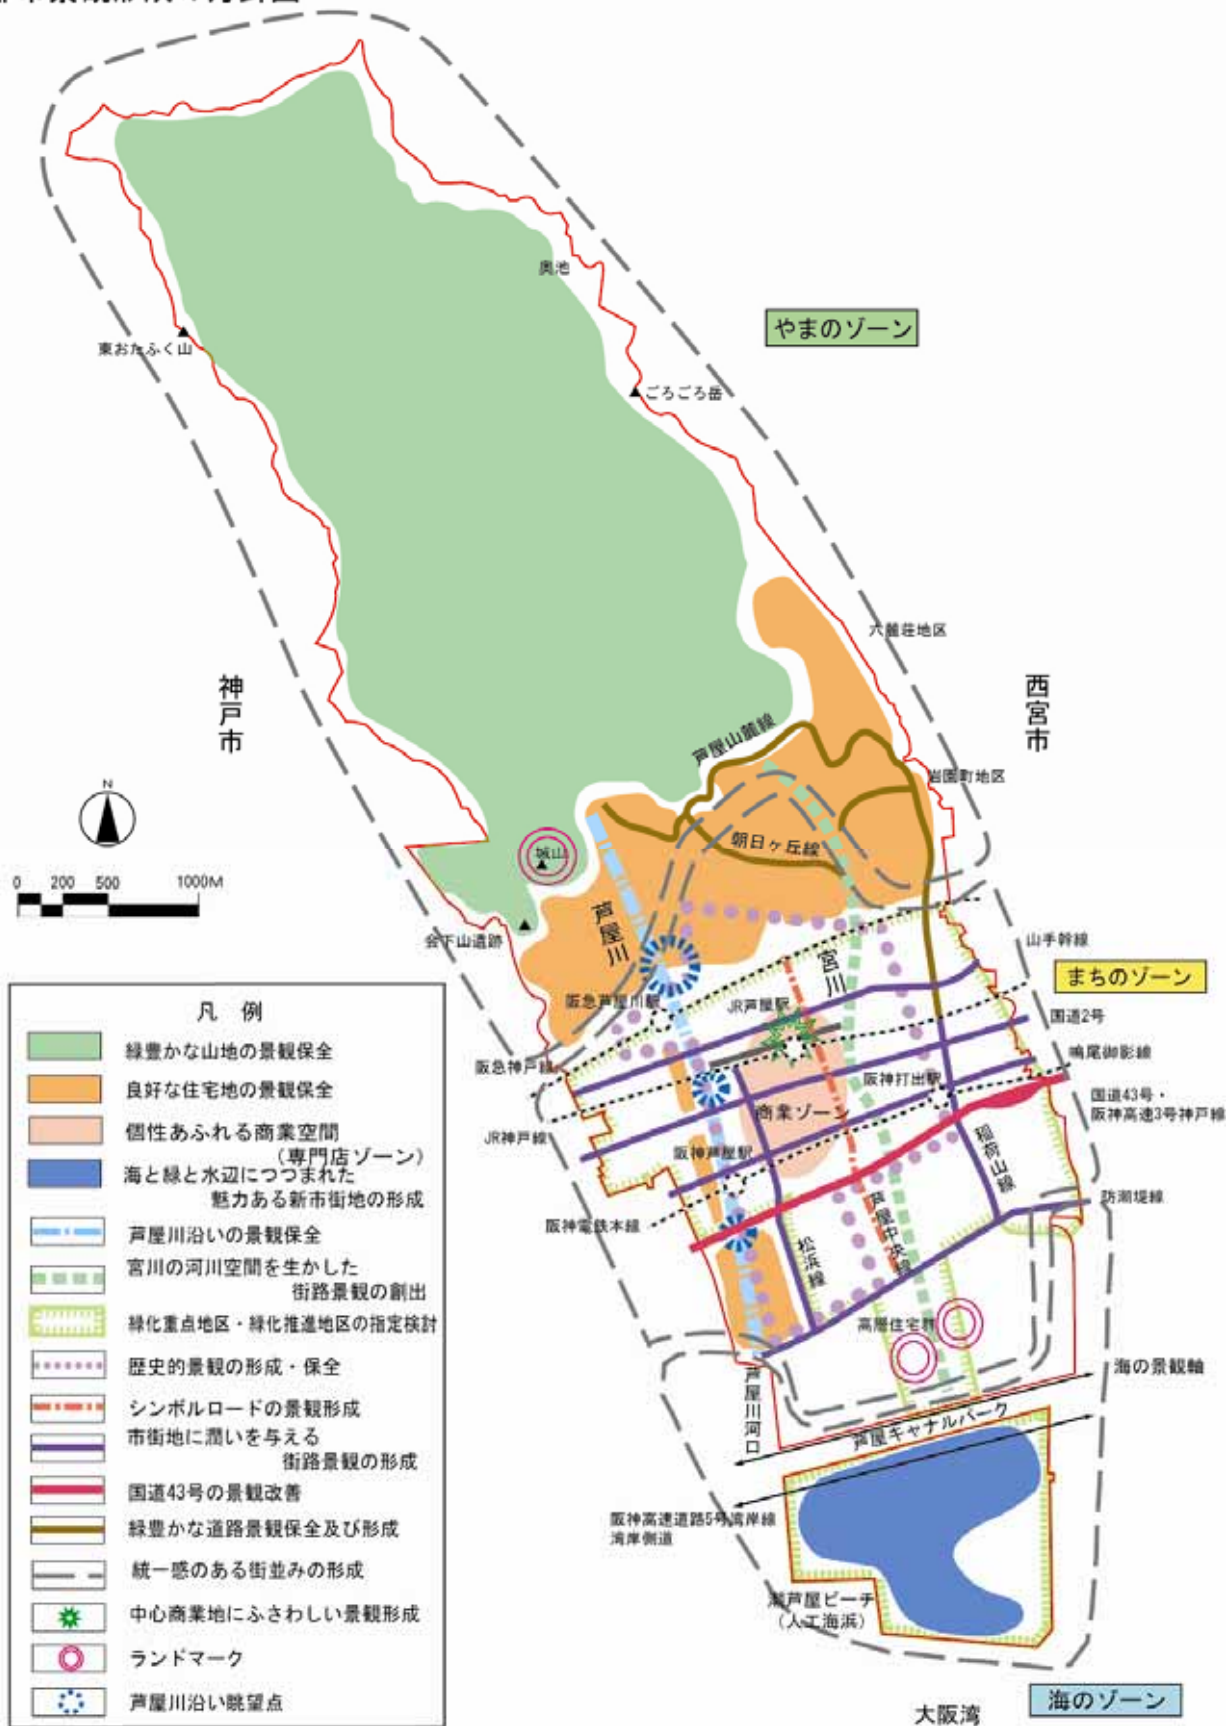 奥池
やまのゾーン
東おたふく山
ごろごろ岳
六麓荘地区
神戸市
西宮市
芦屋山麓線
岩園町地区
N
朝日ヶ丘線
城山
0 200 500 1000M
芦屋川
会下山遺跡
宮川
山手幹線
まちのゾーン
阪急芦屋川駅
JR芦屋駅
国道2号
阪急神戸線
鳴尾御影線
阪神打出駅
国道43号・
阪神高速3号神戸線
商業ゾーン
JR神戸線
阪神芦屋駅
稲荷山線
防潮堤線
阪神電鉄本線
松浜線
芦屋中央線
高層住宅群
海の景観軸
芦屋川河口
芦屋キャナルパーク
阪神高速道路5号湾岸線
湾岸側道
潮芦屋ビーチ
(人工海浜)
海のゾーン
大阪湾
凡 例
緑豊かな山地の景観保全
良好な住宅地の景観保全
個性あふれる商業空間
(専門店ゾーン)
海と緑と水辺につつまれた
魅力ある新市街地の形成
芦屋川沿いの景観保全
宮川の河川空間を生かした
街路景観の創出
緑化重点地区・緑化推進地区の指定検討
歴史的景観の形成・保全
シンボルロードの景観形成
市街地に潤いを与える
街路景観の形成
国道43号の景観改善
緑豊かな道路景観保全及び形成
統一感のある街並みの形成
中心商業地にふさわしい景観形成
ランドマーク
芦屋川沿い眺望点